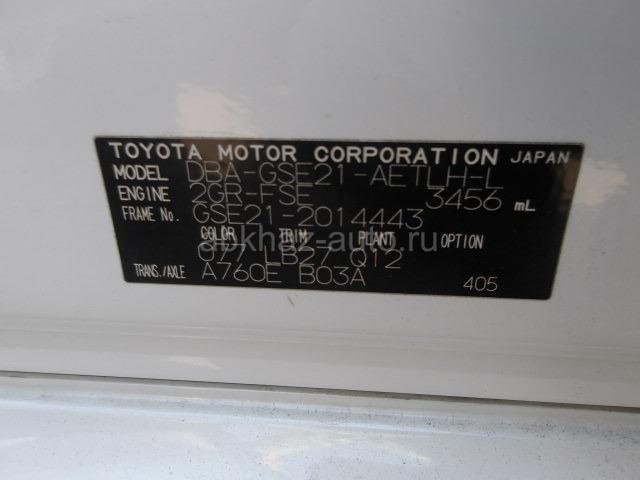 TOYOTA MOTOR CORPORATION JAPAN
MODEL DBA-GSE21-AETLH-L
ENGINE 2GR-FSE 3456 mL
FRAME No. GSE21-2014443
COLOR TRIM PLANT OPTION
abkhaz-auto.ru
077 LB27 Q12
TRANS./AXLE A760E B03A 405